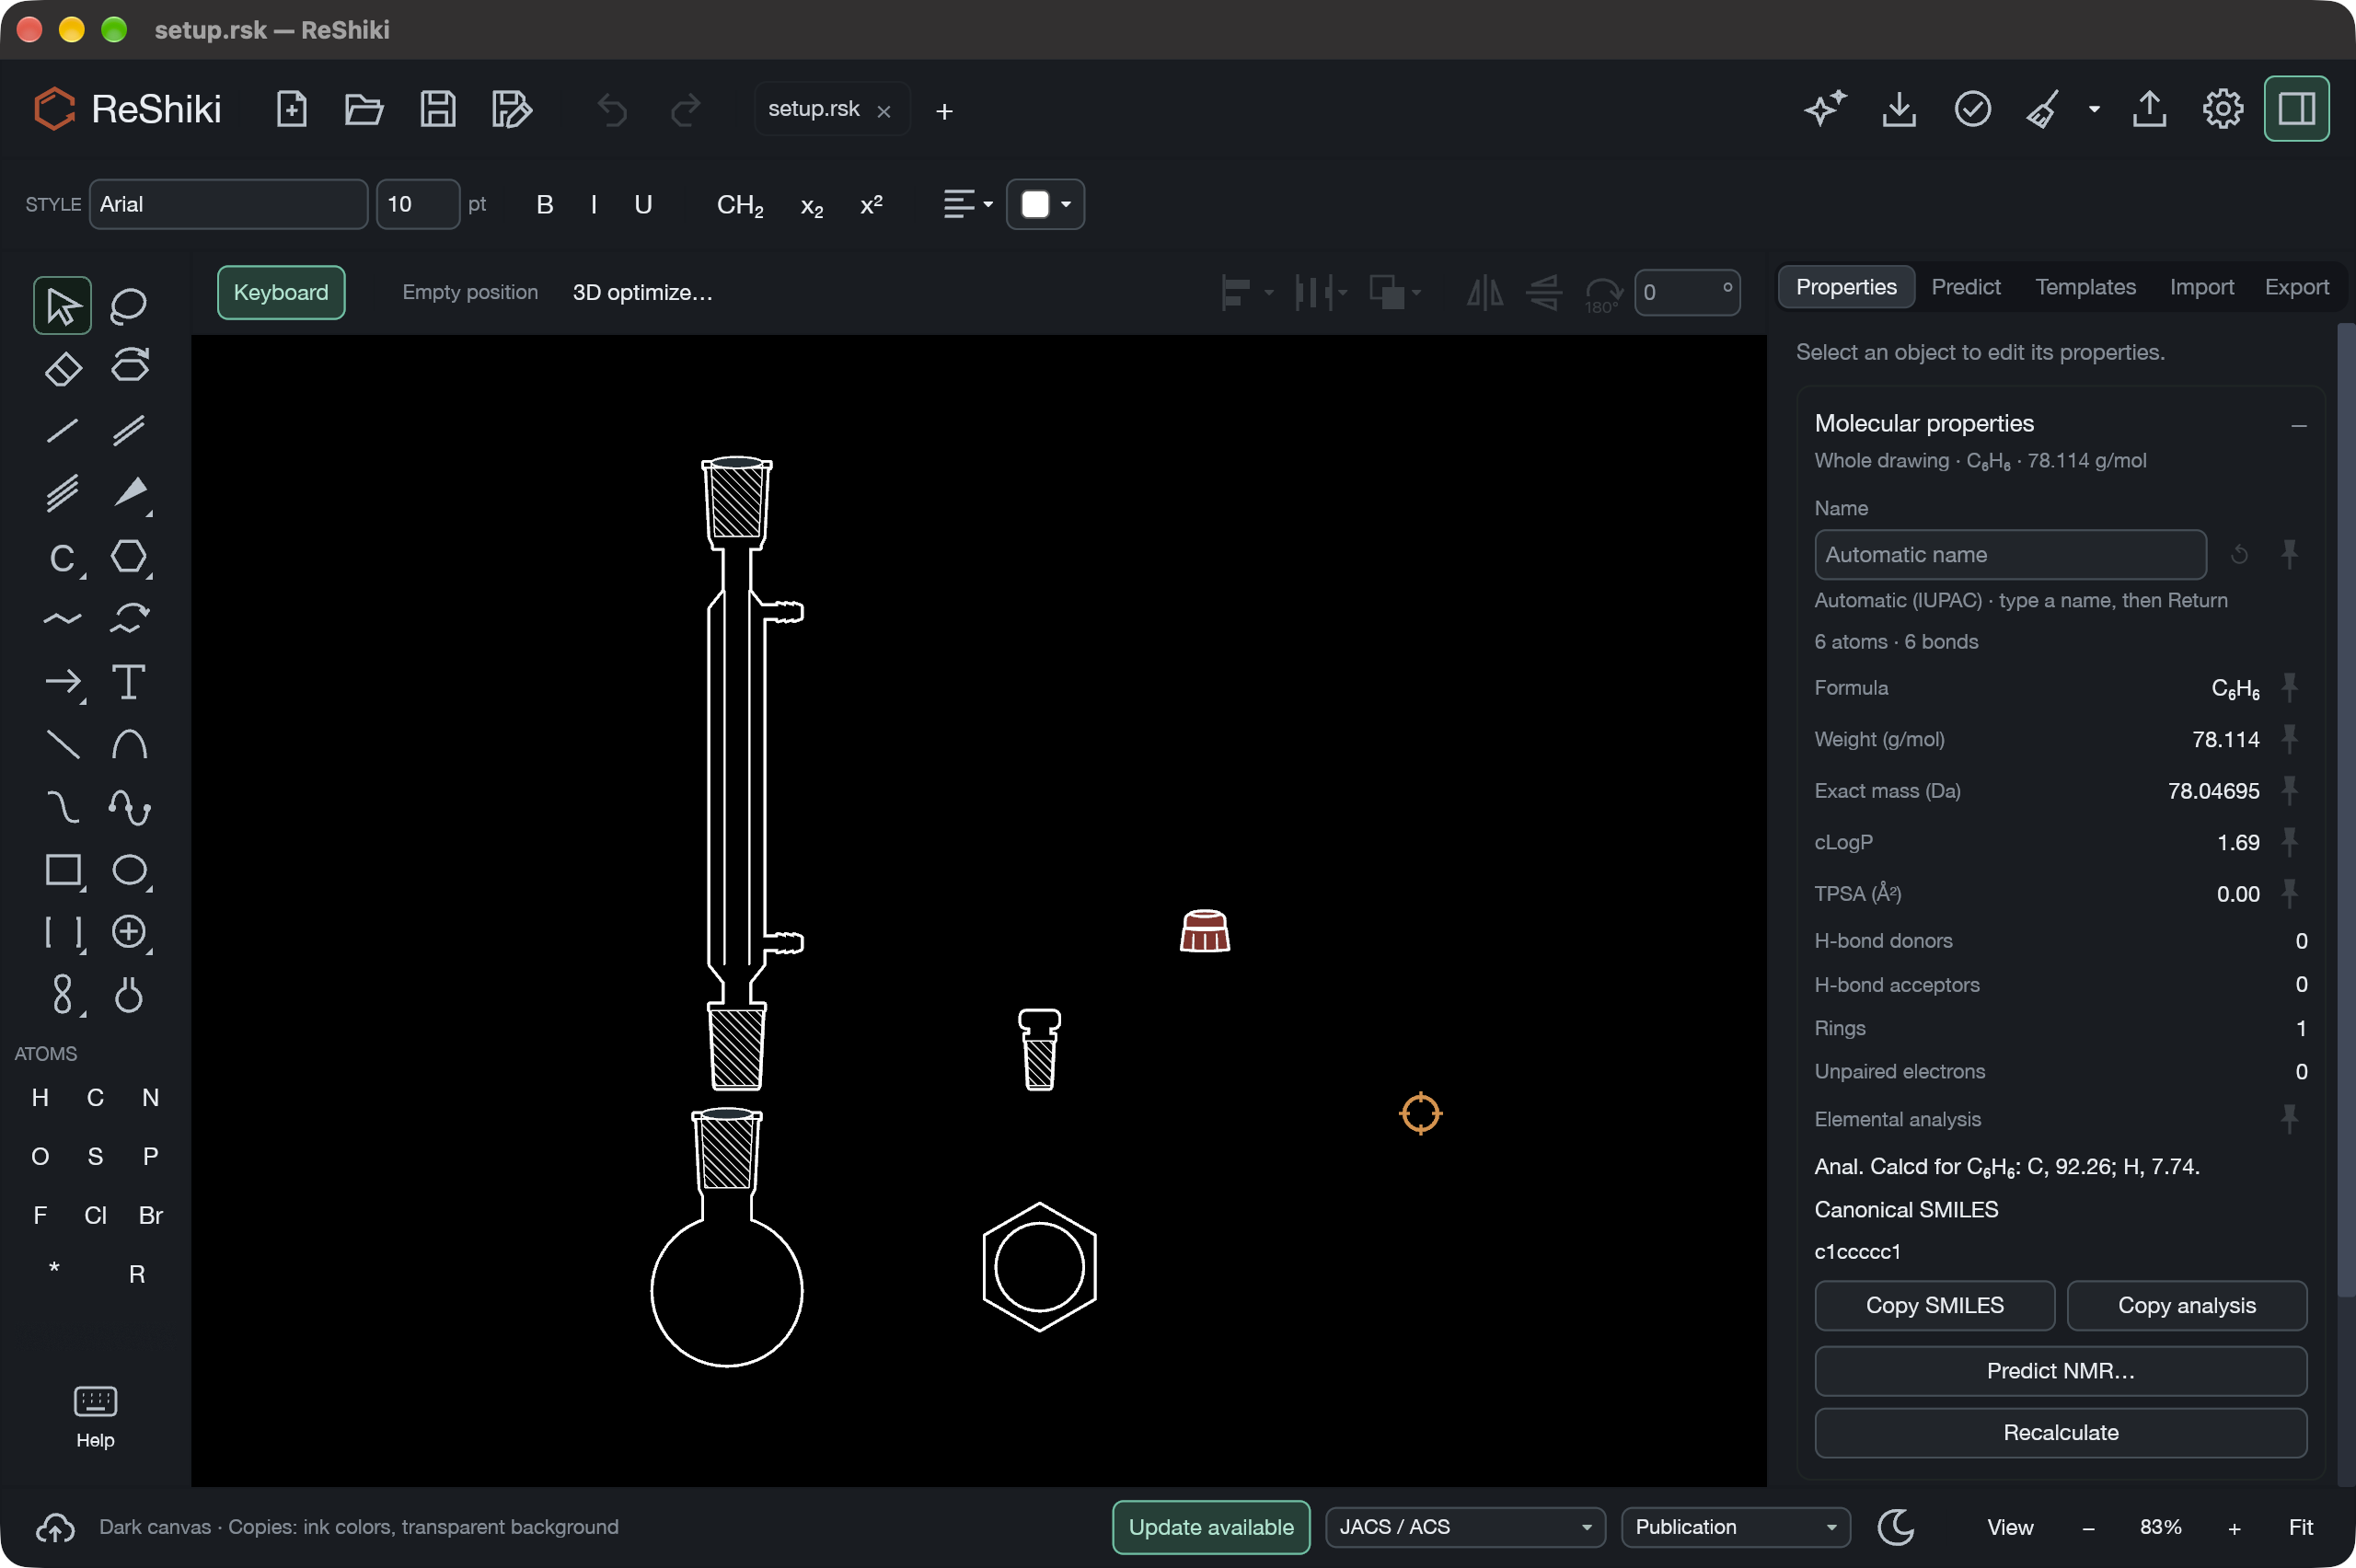 setup.rsk — ReShiki
ReShiki
setup.rsk
STYLE Arial 10 pt B I U CH₂ x₂ x²
Keyboard Empty position 3D optimize...
180° 0 °
Properties Predict Templates Import Export
Select an object to edit its properties.
Molecular properties
Whole drawing · C₆H₆ · 78.114 g/mol
Name
Automatic name
Automatic (IUPAC) · type a name, then Return
6 atoms · 6 bonds
Formula C₆H₆
Weight (g/mol) 78.114
Exact mass (Da) 78.04695
cLogP 1.69
TPSA (Å²) 0.00
H-bond donors 0
H-bond acceptors 0
Rings 1
Unpaired electrons 0
Elemental analysis
Anal. Calcd for C₆H₆: C, 92.26; H, 7.74.
Canonical SMILES
c1ccccc1
Copy SMILES Copy analysis
Predict NMR...
Recalculate
C
T
ATOMS
H C N
O S P
F Cl Br
* R
Help
Dark canvas · Copies: ink colors, transparent background
Update available JACS / ACS Publication View − 83% + Fit